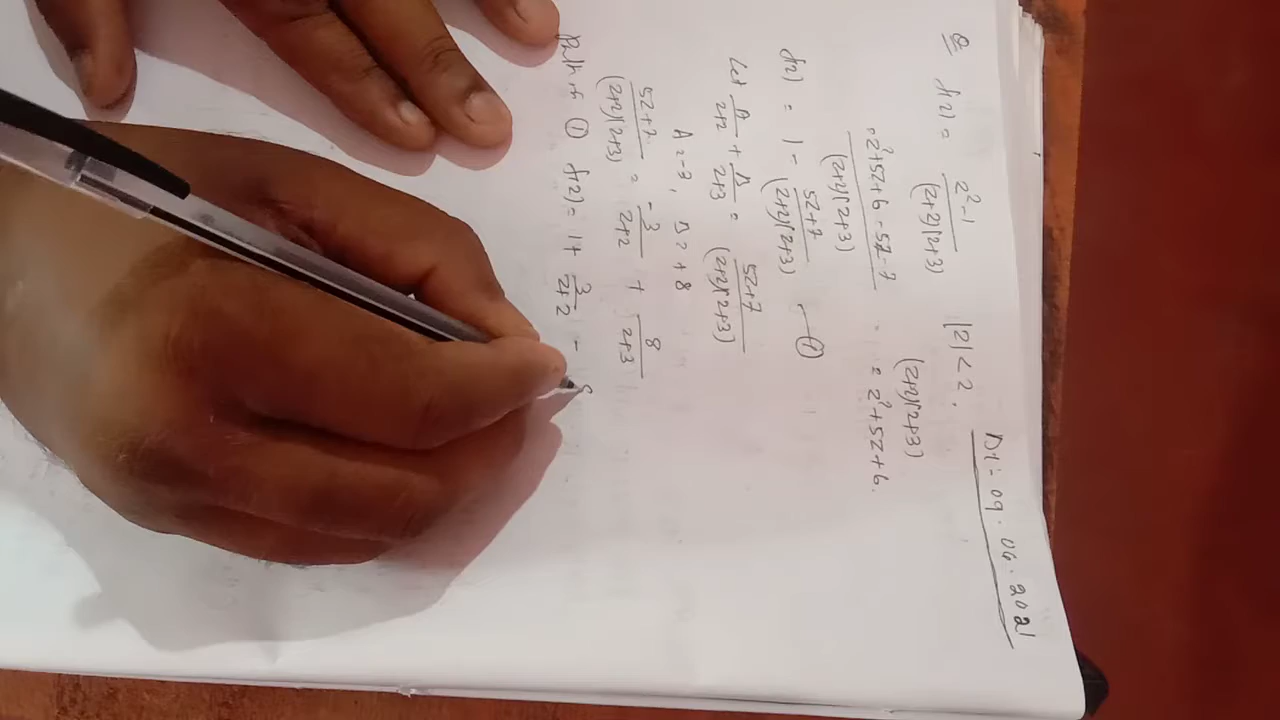 Dt:- 09.06.2021
Q f(z) = z²-1 / (z+2)(z+3) |z| < 2.
(z+2)(z+3)
= z²+5z+6.
= z²+5z+6 -5z-7 / (z+2)(z+3)
f(z) = 1 - 5z+7 / (z+2)(z+3) —①
Let A/z+2 + B/z+3 = 5z+7 / (z+2)(z+3)
A=-3, B=+8
5z+7 / (z+2)(z+3) = -3/z+2 + 8/z+3
① f(z) = 1+ 3/z+2 - 8